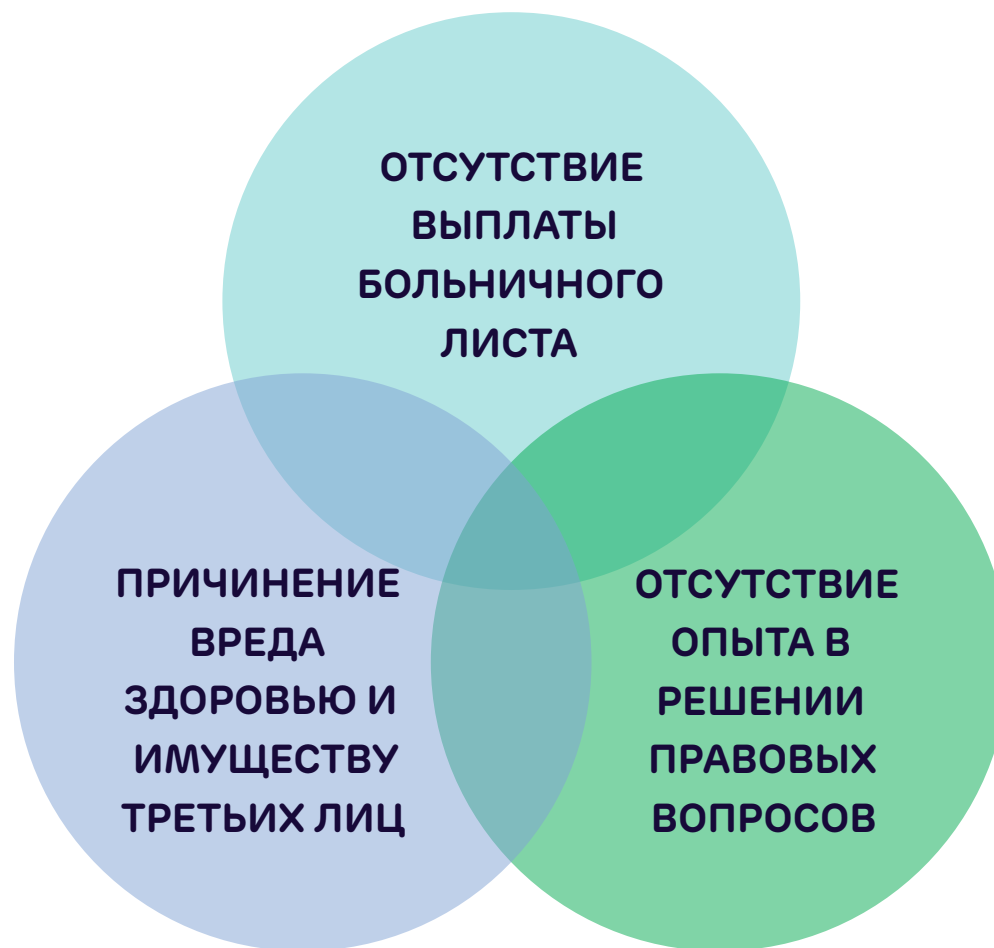 ОТСУТСТВИЕ
ВЫПЛАТЫ
БОЛЬНИЧНОГО
ЛИСТА
ПРИЧИНЕНИЕ
ВРЕДА
ЗДОРОВЬЮ И
ИМУЩЕСТВУ
ТРЕТЬИХ ЛИЦ
ОТСУТСТВИЕ
ОПЫТА В
РЕШЕНИИ
ПРАВОВЫХ
ВОПРОСОВ